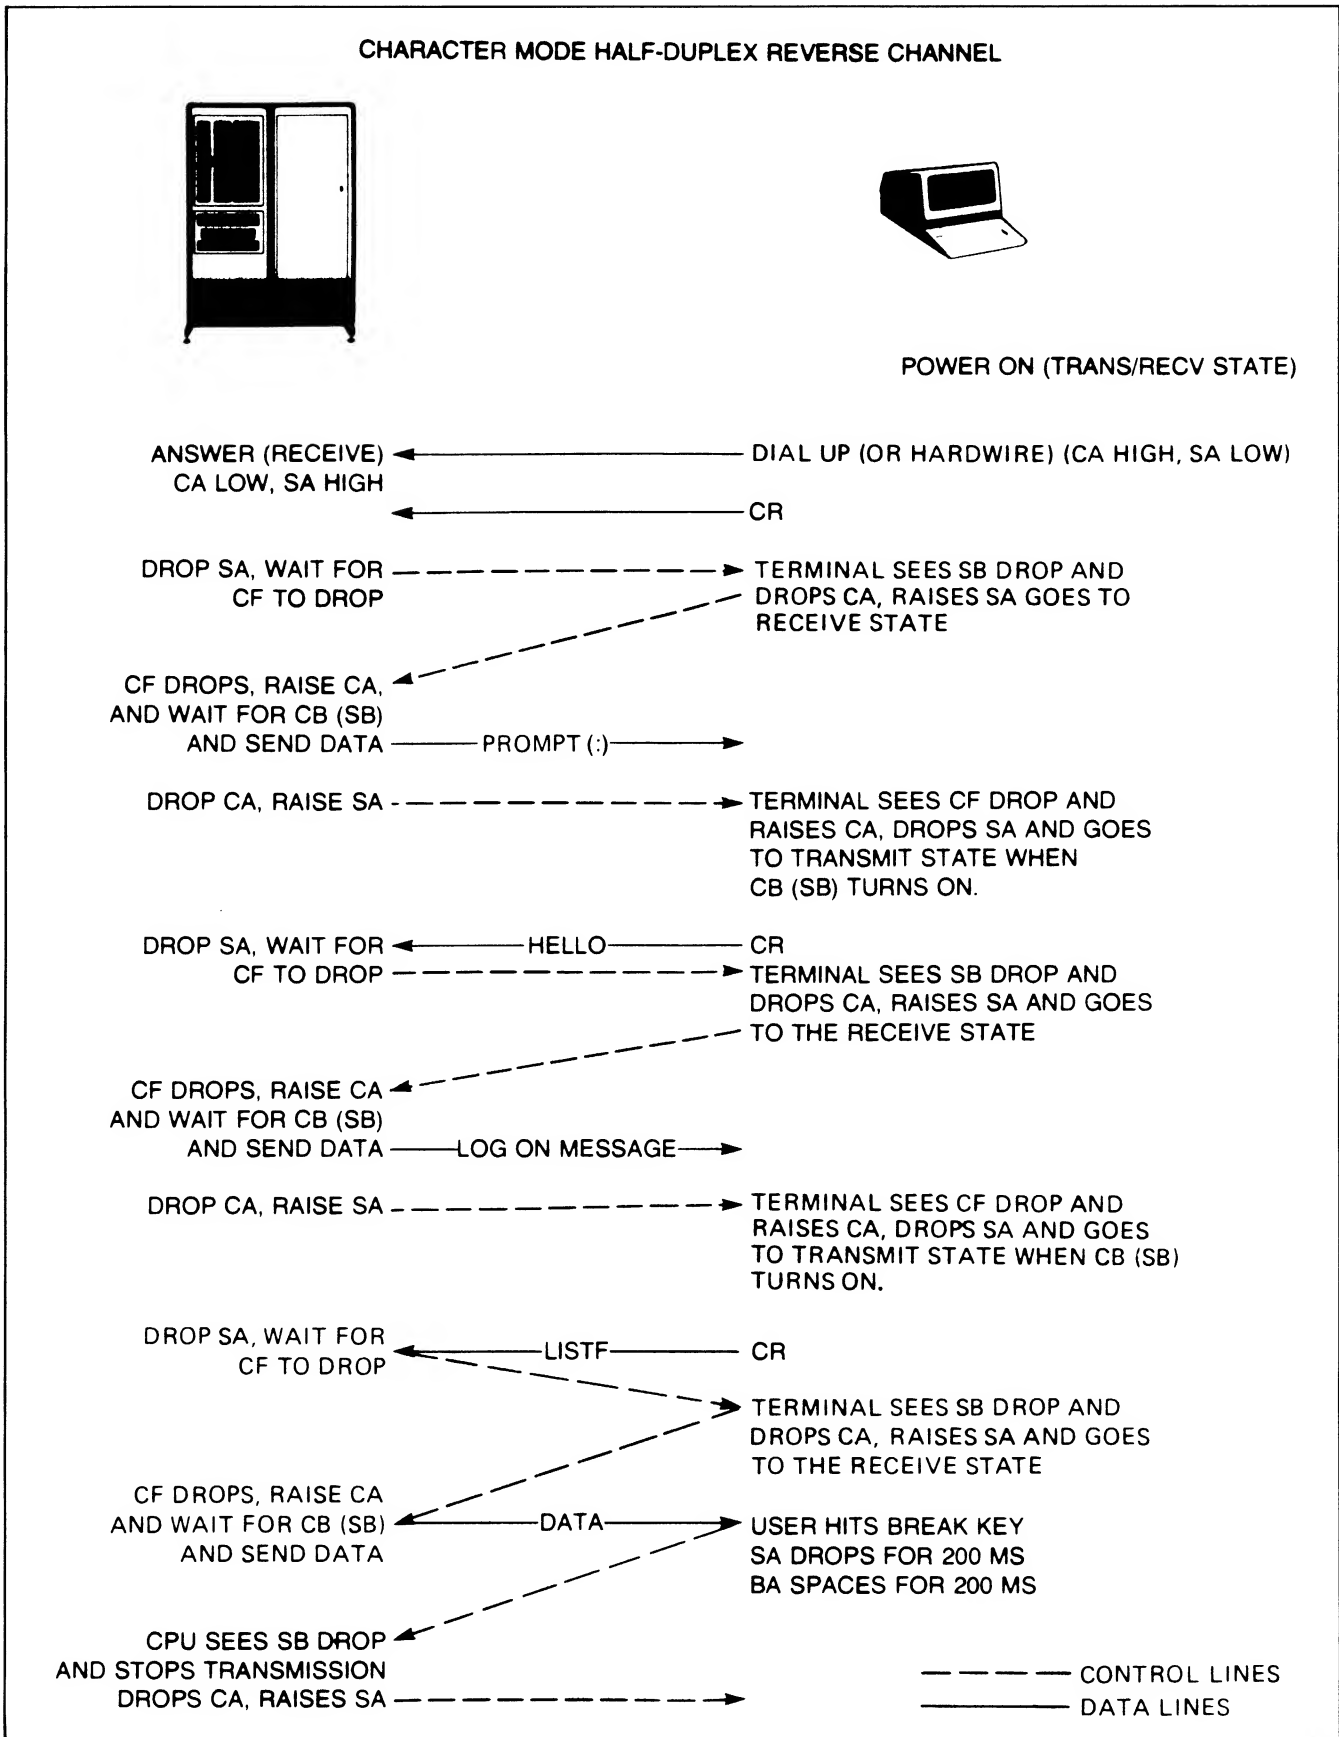 CHARACTER MODE HALF-DUPLEX REVERSE CHANNEL
POWER ON (TRANS/RECV STATE)
ANSWER (RECEIVE)
CA LOW, SA HIGH
DIAL UP (OR HARDWIRE) (CA HIGH, SA LOW)
CR
DROP SA, WAIT FOR
CF TO DROP
TERMINAL SEES SB DROP AND
DROPS CA, RAISES SA GOES TO
RECEIVE STATE
CF DROPS, RAISE CA,
AND WAIT FOR CB (SB)
AND SEND DATA
PROMPT (:)
DROP CA, RAISE SA
TERMINAL SEES CF DROP AND
RAISES CA, DROPS SA AND GOES
TO TRANSMIT STATE WHEN
CB (SB) TURNS ON.
DROP SA, WAIT FOR
CF TO DROP
HELLO
CR
TERMINAL SEES SB DROP AND
DROPS CA, RAISES SA AND GOES
TO THE RECEIVE STATE
CF DROPS, RAISE CA
AND WAIT FOR CB (SB)
AND SEND DATA
LOG ON MESSAGE
DROP CA, RAISE SA
TERMINAL SEES CF DROP AND
RAISES CA, DROPS SA AND GOES
TO TRANSMIT STATE WHEN CB (SB)
TURNS ON.
DROP SA, WAIT FOR
CF TO DROP
LISTF
CR
TERMINAL SEES SB DROP AND
DROPS CA, RAISES SA AND GOES
TO THE RECEIVE STATE
CF DROPS, RAISE CA
AND WAIT FOR CB (SB)
AND SEND DATA
DATA
USER HITS BREAK KEY
SA DROPS FOR 200 MS
BA SPACES FOR 200 MS
CPU SEES SB DROP
AND STOPS TRANSMISSION
DROPS CA, RAISES SA
CONTROL LINES
DATA LINES